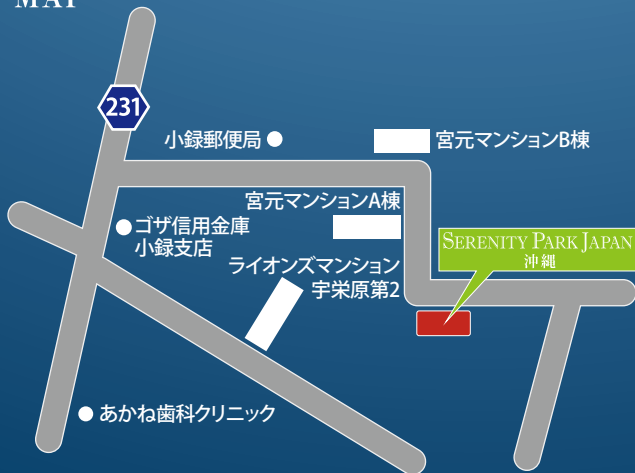 MAP
231
小録郵便局
宮元マンションB棟
宮元マンションA棟
ゴザ信用金庫
小録支店
SERENITY PARK JAPAN
沖縄
ライオンズマンション
宇栄原第2
あかね歯科クリニック